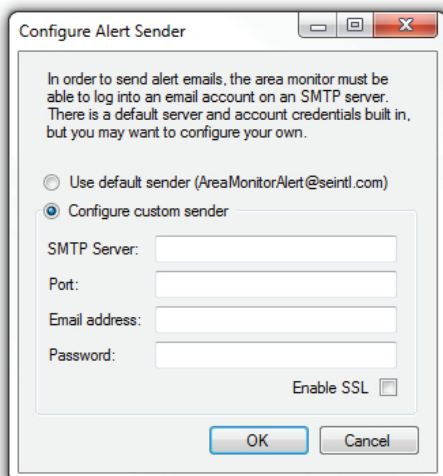 Configure Alert Sender
In order to send alert emails, the area monitor must be
able to log into an email account on an SMTP server.
There is a default server and account credentials built in,
but you may want to configure your own.
Use default sender (AreaMonitorAlert@seintl.com)
Configure custom sender
SMTP Server:
Port:
Email address:
Password:
Enable SSL
OK
Cancel